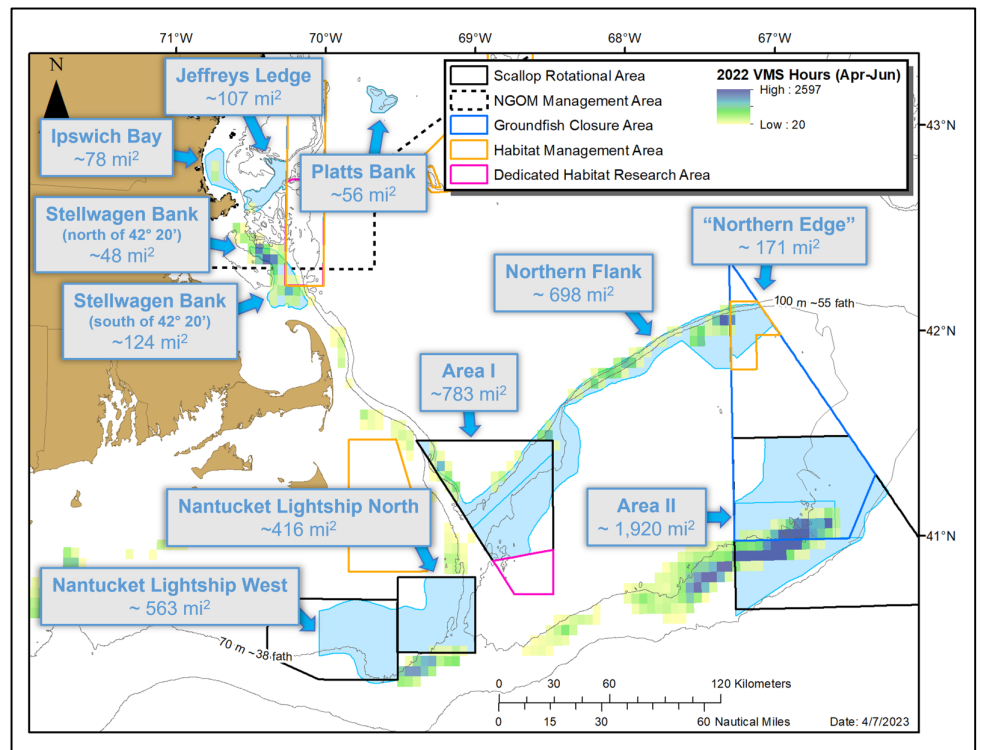 71°W
70°W
69°W
68°W
67°W
N
Jeffreys Ledge
~107 mi²
Ipswich Bay
~78 mi²
Platts Bank
~56 mi²
Stellwagen Bank
(north of 42° 20’)
~48 mi²
Stellwagen Bank
(south of 42° 20’)
~124 mi²
Scallop Rotational Area
NGOM Management Area
Groundfish Closure Area
Habitat Management Area
Dedicated Habitat Research Area
2022 VMS Hours (Apr-Jun)
High : 2597
Low : 20
43°N
“Northern Edge”
~ 171 mi²
Northern Flank
~ 698 mi²
100 m ~55 fath
42°N
Area I
~783 mi²
Nantucket Lightship North
~416 mi²
Area II
~ 1,920 mi²
41°N
Nantucket Lightship West
~ 563 mi²
70 m ~38 fath
0 30 60 120 Kilometers
0 15 30 60 Nautical Miles
Date: 4/7/2023